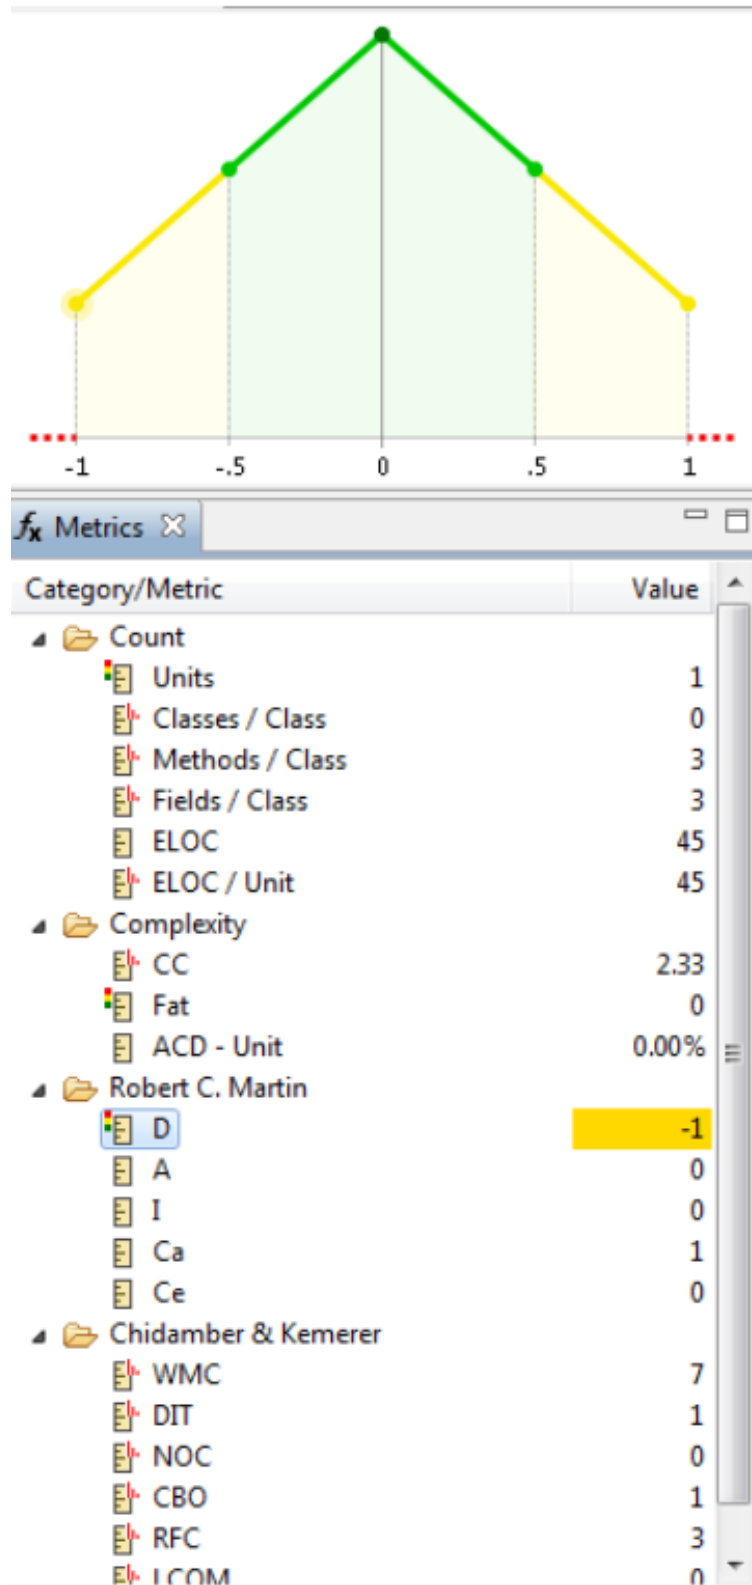 -1 -.5 0 .5 1
fx Metrics
Category/Metric Value
Count
Units 1
Classes / Class 0
Methods / Class 3
Fields / Class 3
ELOC 45
ELOC / Unit 45
Complexity
CC 2.33
Fat 0
ACD - Unit 0.00%
Robert C. Martin
D -1
A 0
I 0
Ca 1
Ce 0
Chidamber & Kemerer
WMC 7
DIT 1
NOC 0
CBO 1
RFC 3
LCOM 0